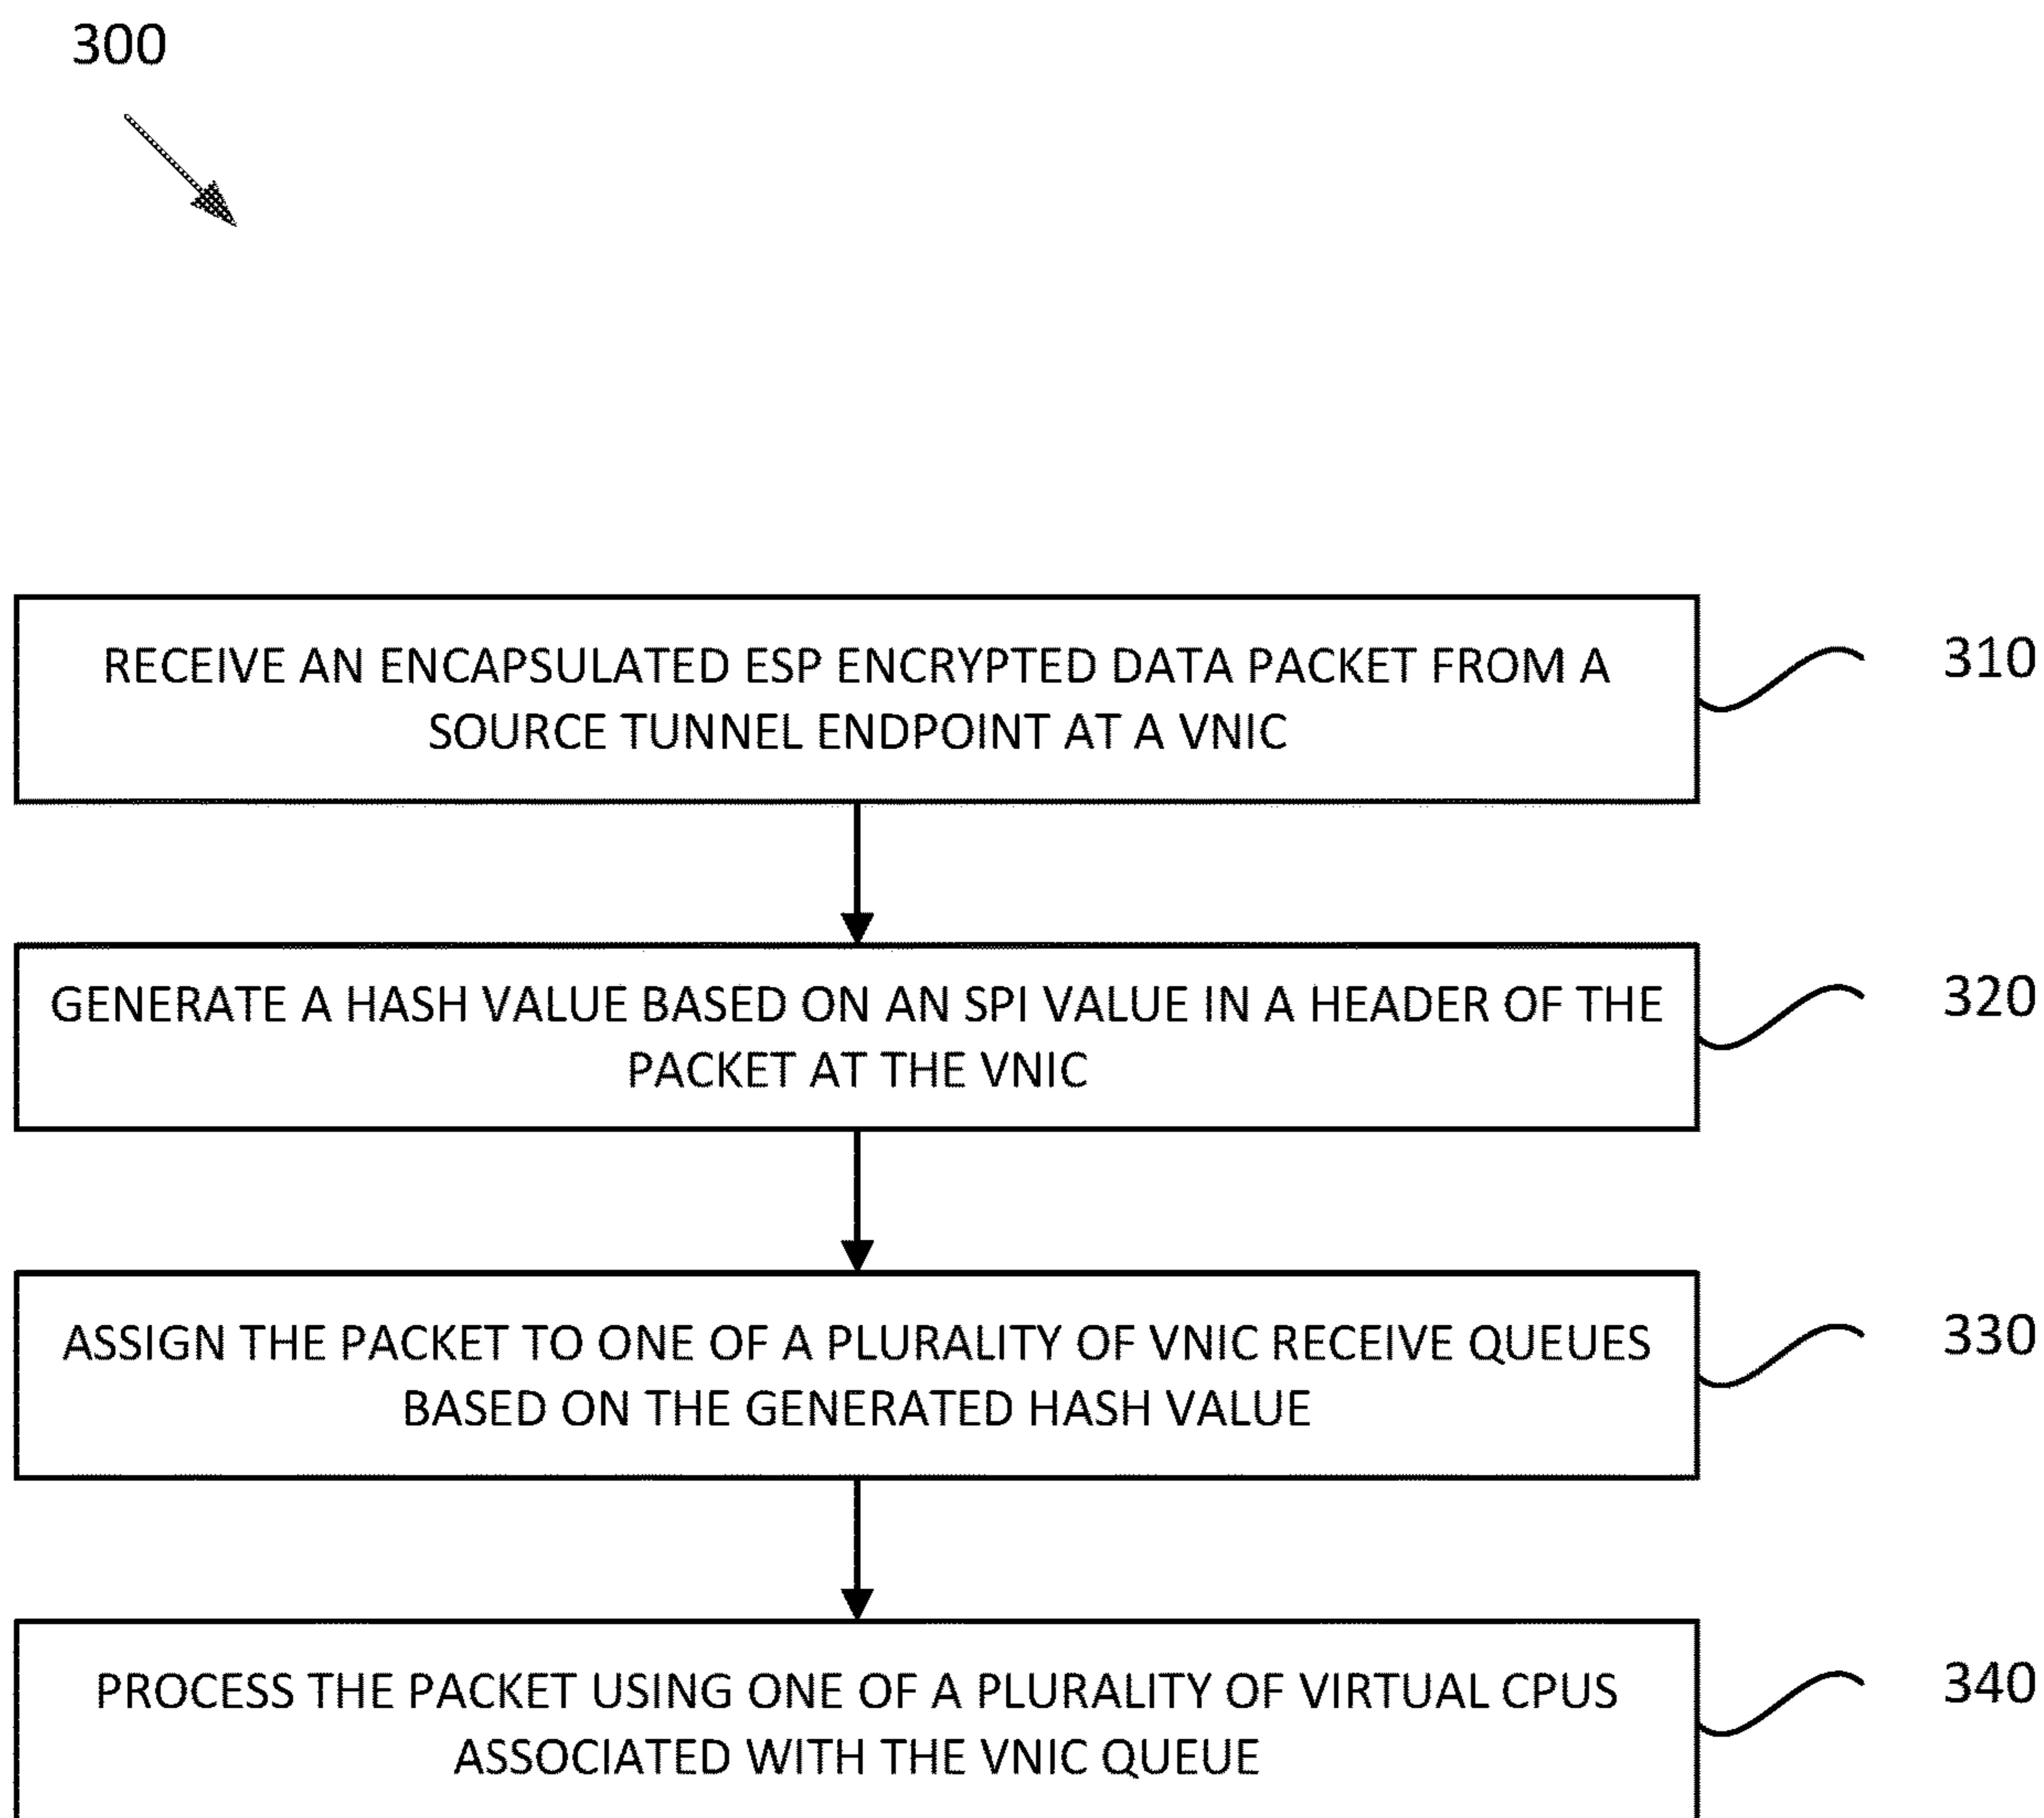 300
RECEIVE AN ENCAPSULATED ESP ENCRYPTED DATA PACKET FROM A
SOURCE TUNNEL ENDPOINT AT A VNIC
310
GENERATE A HASH VALUE BASED ON AN SPI VALUE IN A HEADER OF THE
PACKET AT THE VNIC
320
ASSIGN THE PACKET TO ONE OF A PLURALITY OF VNIC RECEIVE QUEUES
BASED ON THE GENERATED HASH VALUE
330
PROCESS THE PACKET USING ONE OF A PLURALITY OF VIRTUAL CPUS
ASSOCIATED WITH THE VNIC QUEUE
340